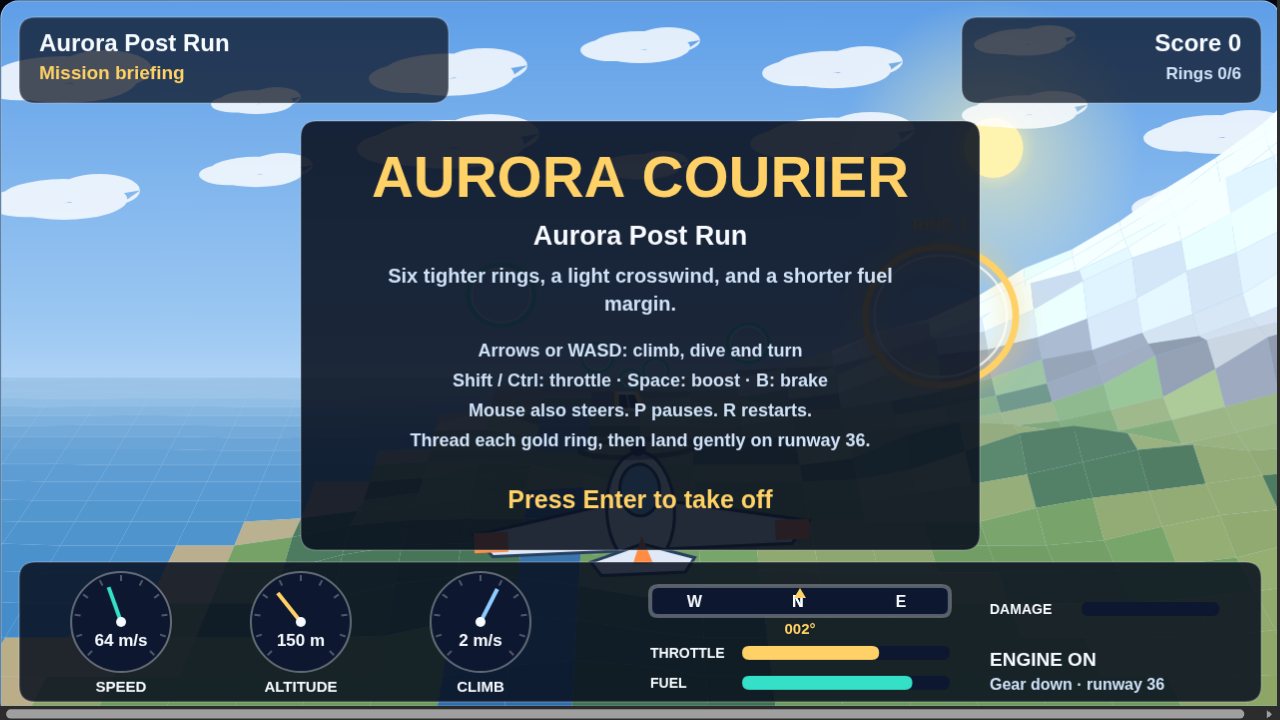 Aurora Post Run
Mission briefing
Score 0
Rings 0/6
AURORA COURIER
Aurora Post Run
Six tighter rings, a light crosswind, and a shorter fuel
margin.
Arrows or WASD: climb, dive and turn
Shift / Ctrl: throttle · Space: boost · B: brake
Mouse also steers. P pauses. R restarts.
Thread each gold ring, then land gently on runway 36.
Press Enter to take off
64 m/s
SPEED
150 m
ALTITUDE
2 m/s
CLIMB
W N E
002°
THROTTLE
FUEL
DAMAGE
ENGINE ON
Gear down · runway 36